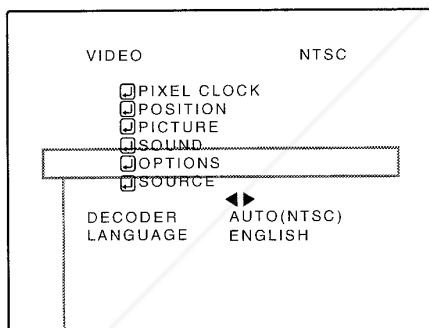 VIDEO NTSC
PIXEL CLOCK
POSITION
PICTURE
SOUND
OPTIONS
SOURCE
DECODER AUTO(NTSC)
LANGUAGE ENGLISH